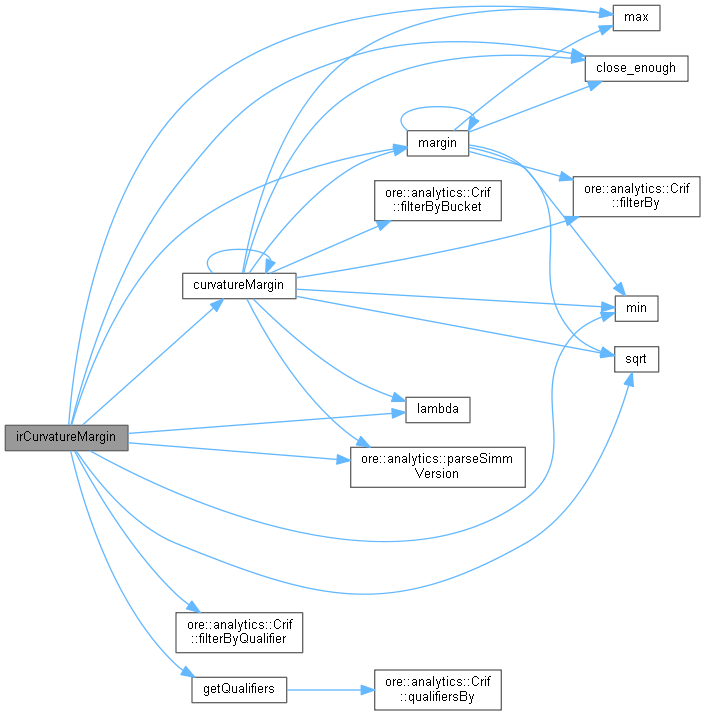 max
close_enough
margin
ore::analytics::Crif
::filterByBucket
ore::analytics::Crif
::filterBy
curvatureMargin
min
sqrt
lambda
irCurvatureMargin
ore::analytics::parseSimm
Version
ore::analytics::Crif
::filterByQualifier
getQualifiers
ore::analytics::Crif
::qualifiersBy